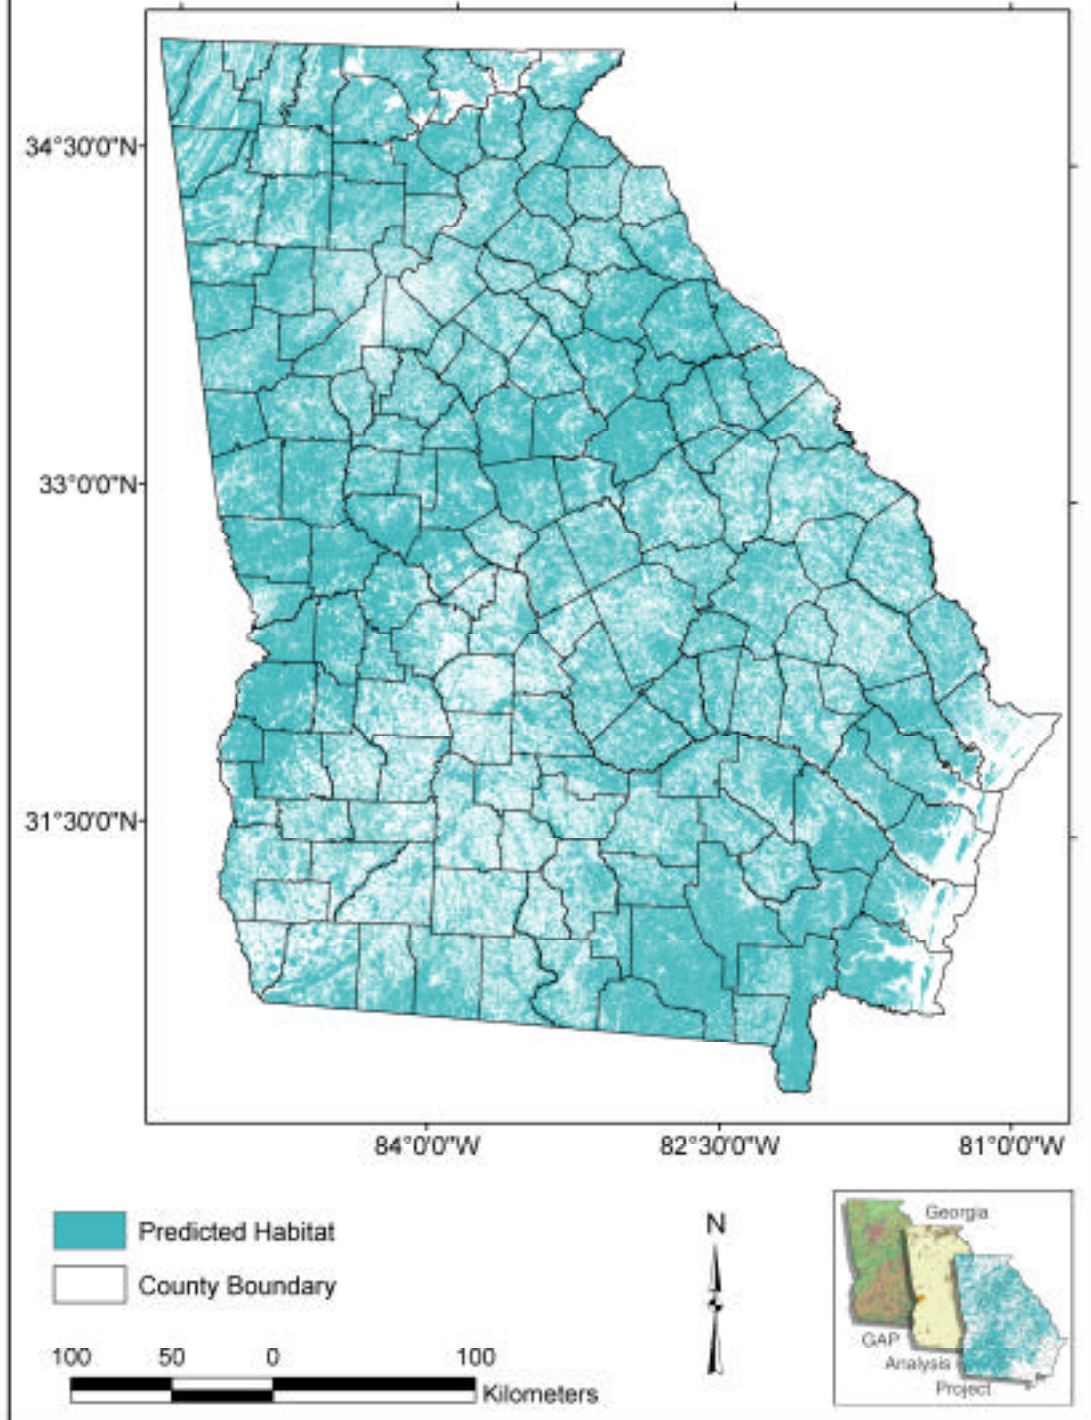 34°30'0"N
33°0'0"N
31°30'0"N
84°0'0"W
82°30'0"W
81°0'0"W
Predicted Habitat
County Boundary
100 50 0 100
Kilometers
N
Georgia
GAP
Analysis
Project